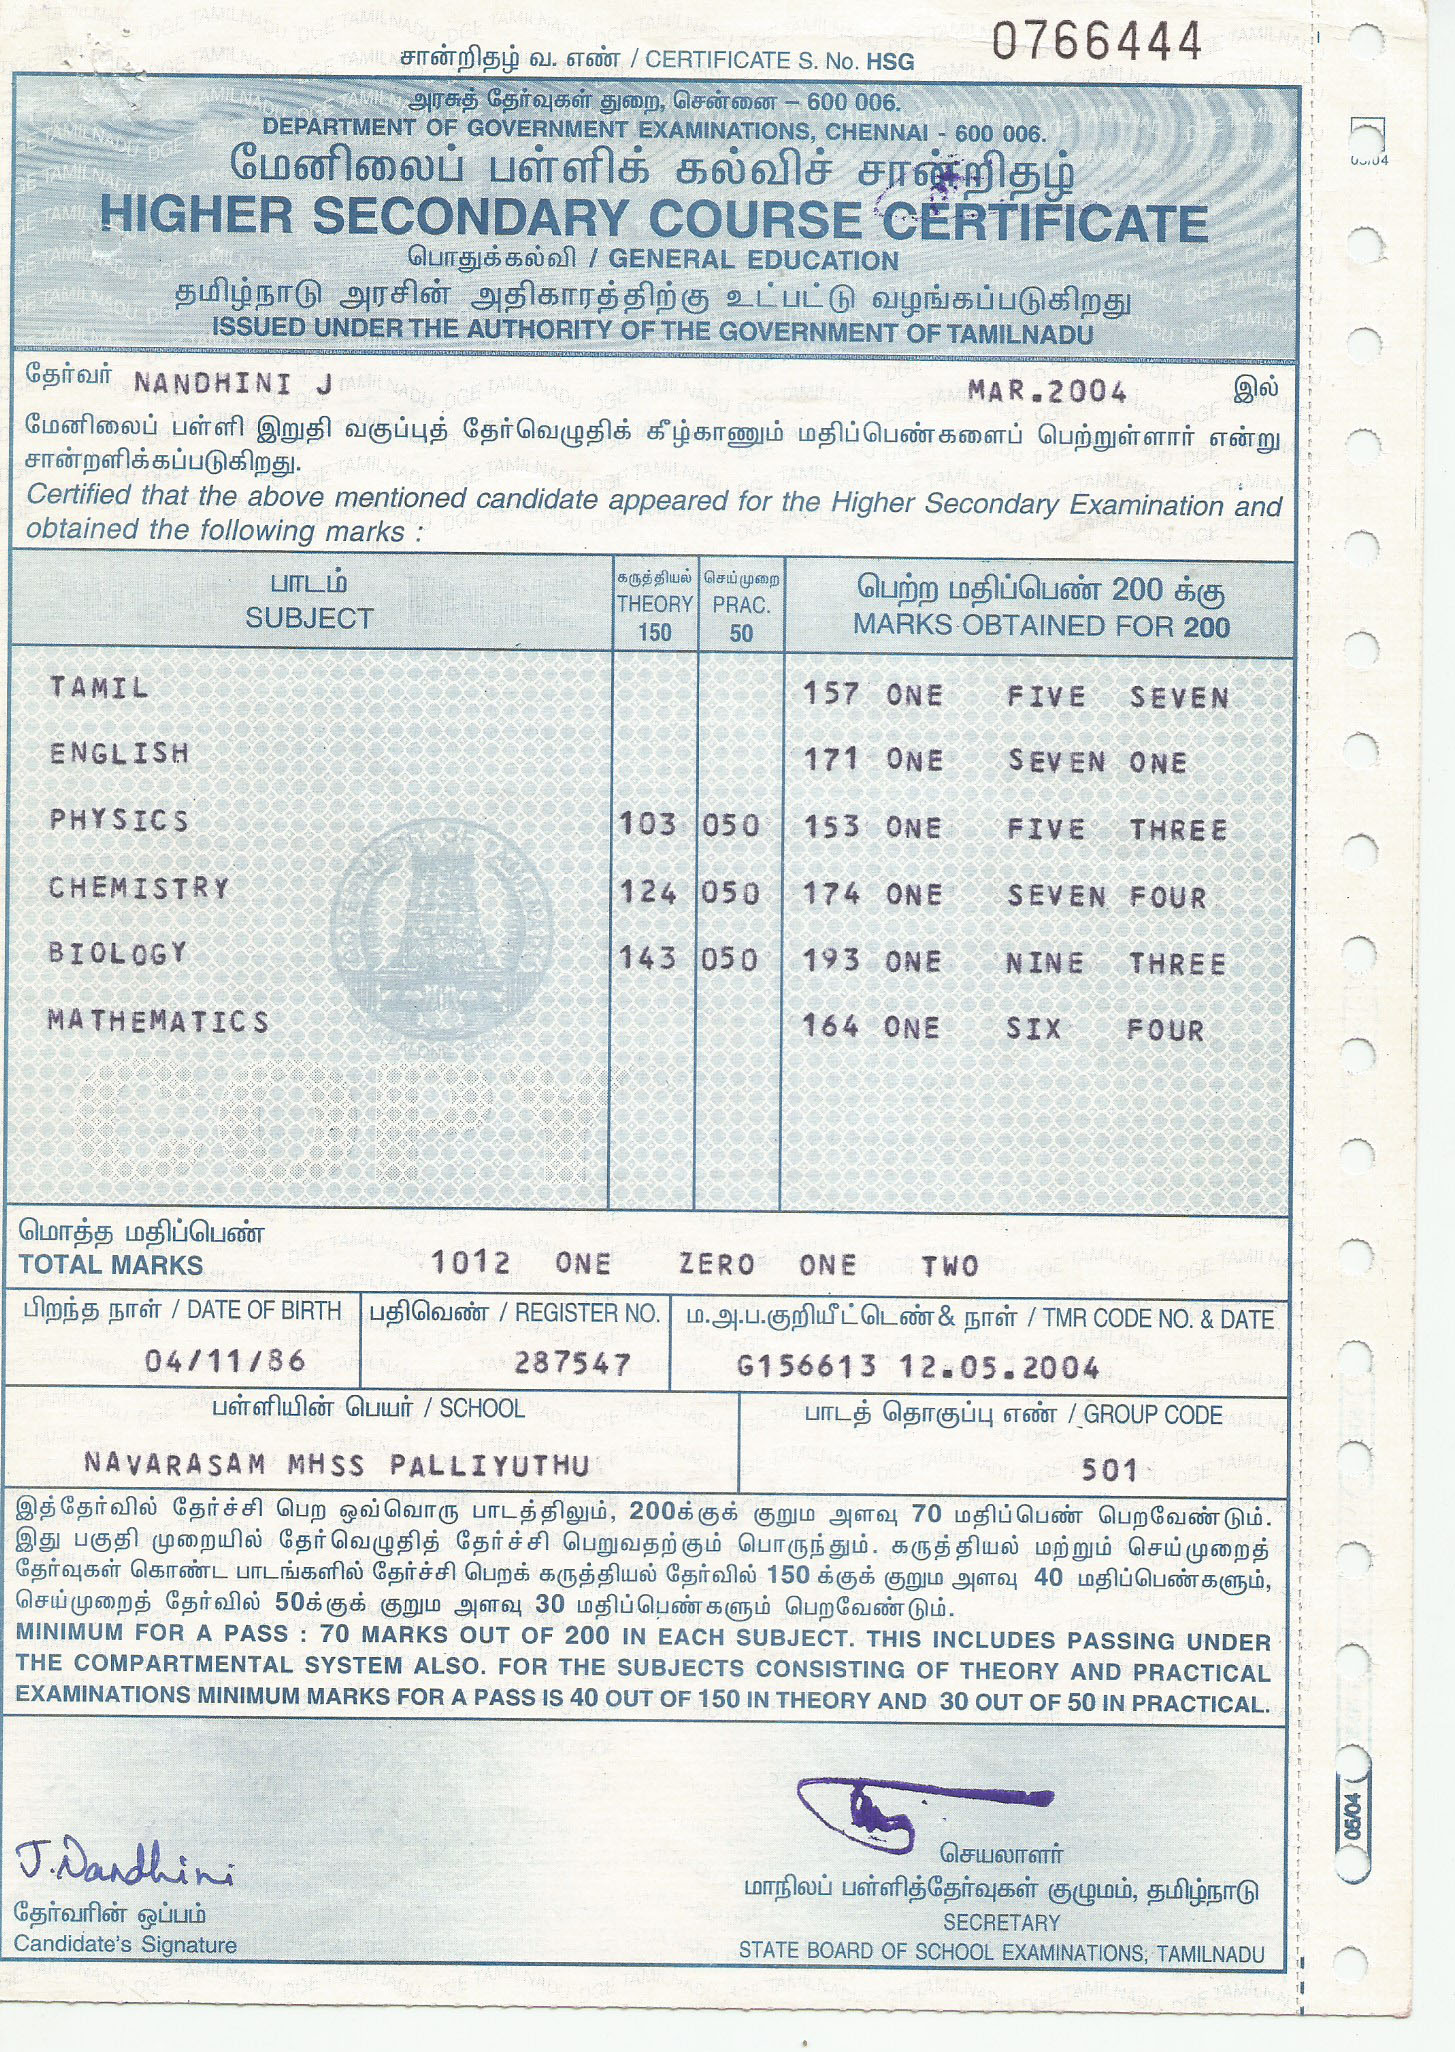 சான்றிதழ் வ. எண் / CERTIFICATE S. No. HSG 0766444
அரசுத் தேர்வுகள் துறை, சென்னை – 600 006.
DEPARTMENT OF GOVERNMENT EXAMINATIONS, CHENNAI - 600 006.
மேனிலைப் பள்ளிக் கல்விச் சான்றிதழ்
HIGHER SECONDARY COURSE CERTIFICATE
பொதுக்கல்வி / GENERAL EDUCATION
தமிழ்நாடு அரசின் அதிகாரத்திற்கு உட்பட்டு வழங்கப்படுகிறது
ISSUED UNDER THE AUTHORITY OF THE GOVERNMENT OF TAMILNADU
தேர்வர் NANDHINI J MAR.2004 இல்
மேனிலைப் பள்ளி இறுதி வகுப்புத் தேர்வெழுதிக் கீழ்காணும் மதிப்பெண்களைப் பெற்றுள்ளார் என்று
சான்றளிக்கப்படுகிறது.
Certified that the above mentioned candidate appeared for the Higher Secondary Examination and
obtained the following marks :
பாடம் கருத்தியல் செய்முறை பெற்ற மதிப்பெண் 200 க்கு
SUBJECT THEORY PRAC. MARKS OBTAINED FOR 200
150 50
TAMIL 157 ONE FIVE SEVEN
ENGLISH 171 ONE SEVEN ONE
PHYSICS 103 050 153 ONE FIVE THREE
CHEMISTRY 124 050 174 ONE SEVEN FOUR
BIOLOGY 143 050 193 ONE NINE THREE
MATHEMATICS 164 ONE SIX FOUR
COPY
மொத்த மதிப்பெண்
TOTAL MARKS 1012 ONE ZERO ONE TWO
பிறந்த நாள் / DATE OF BIRTH பதிவெண் / REGISTER NO. ம.அ.ப.குறியீட்டெண்& நாள் / TMR CODE NO. & DATE
04/11/86 287547 G156613 12.05.2004
பள்ளியின் பெயர் / SCHOOL பாடத் தொகுப்பு எண் / GROUP CODE
NAVARASAM MHSS PALLIYUTHU 501
இத்தேர்வில் தேர்ச்சி பெற ஒவ்வொரு பாடத்திலும், 200க்குக் குறும அளவு 70 மதிப்பெண் பெறவேண்டும்.
இது பகுதி முறையில் தேர்வெழுதித் தேர்ச்சி பெறுவதற்கும் பொருந்தும். கருத்தியல் மற்றும் செய்முறைத்
தேர்வுகள் கொண்ட பாடங்களில் தேர்ச்சி பெறக் கருத்தியல் தேர்வில் 150 க்குக் குறும அளவு 40 மதிப்பெண்களும்,
செய்முறைத் தேர்வில் 50க்குக் குறும அளவு 30 மதிப்பெண்களும் பெறவேண்டும்.
MINIMUM FOR A PASS : 70 MARKS OUT OF 200 IN EACH SUBJECT. THIS INCLUDES PASSING UNDER
THE COMPARTMENTAL SYSTEM ALSO. FOR THE SUBJECTS CONSISTING OF THEORY AND PRACTICAL
EXAMINATIONS MINIMUM MARKS FOR A PASS IS 40 OUT OF 150 IN THEORY AND 30 OUT OF 50 IN PRACTICAL.
J. Nandhini
தேர்வரின் ஒப்பம்
Candidate's Signature
செயலாளர்
மாநிலப் பள்ளித்தேர்வுகள் குழுமம், தமிழ்நாடு
SECRETARY
STATE BOARD OF SCHOOL EXAMINATIONS, TAMILNADU
05/04